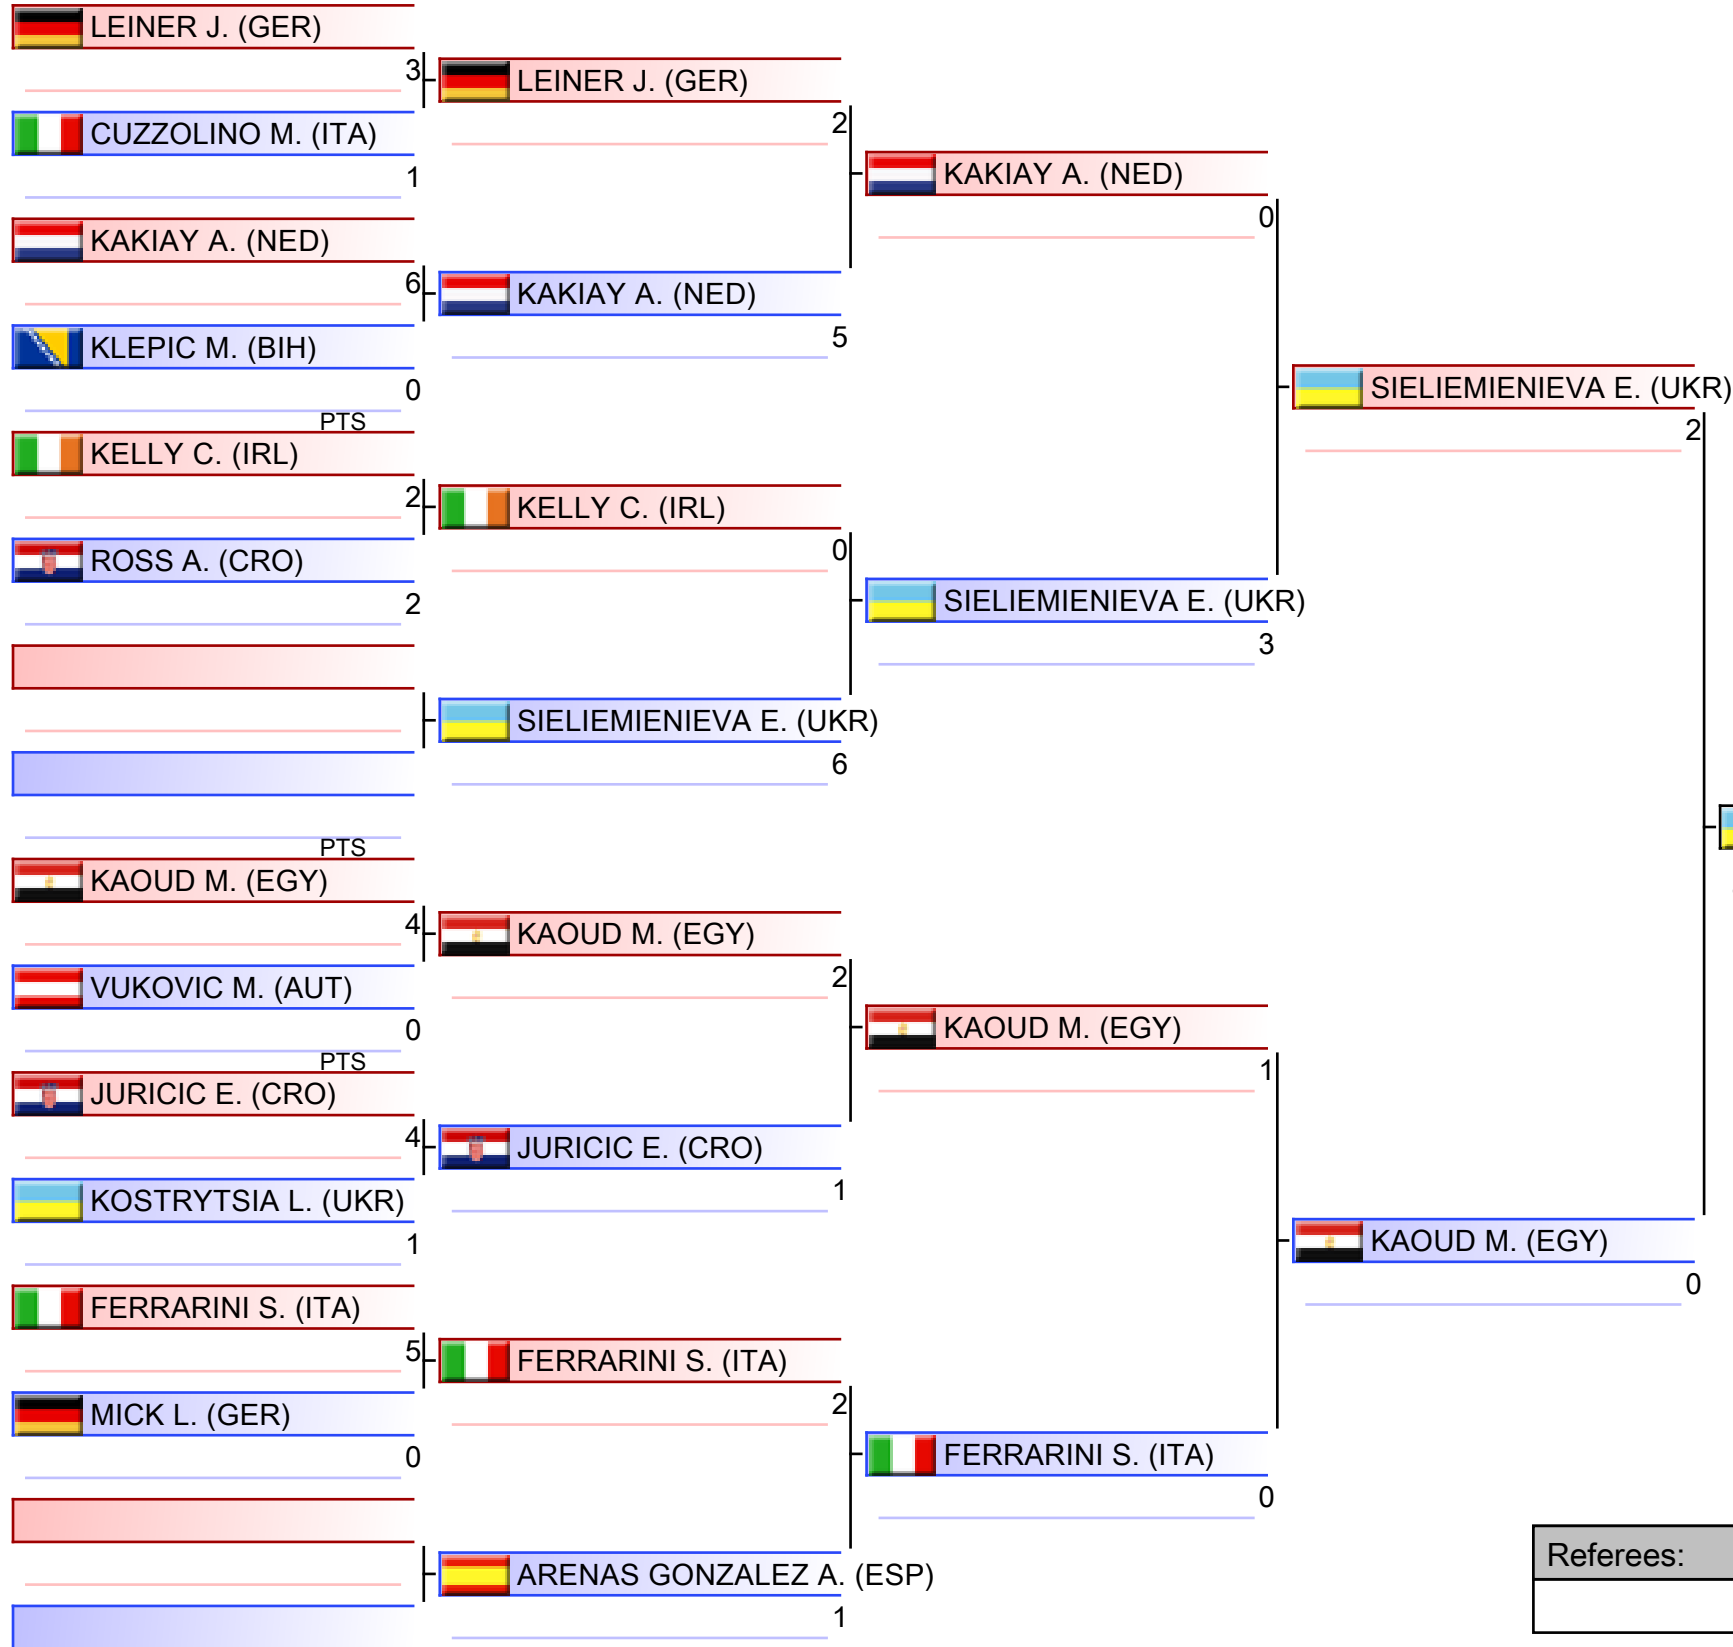 LEINER J. (GER)
3
CUZZOLINO M. (ITA)
1
KAKIAY A. (NED)
6
KLEPIC M. (BIH)
0
PTS
KELLY C. (IRL)
2
ROSS A. (CRO)
2
PTS
KAOUD M. (EGY)
4
VUKOVIC M. (AUT)
0
PTS
JURICIC E. (CRO)
4
KOSTRYTSIA L. (UKR)
1
FERRARINI S. (ITA)
5
MICK L. (GER)
0
LEINER J. (GER)
2
KAKIAY A. (NED)
5
KELLY C. (IRL)
0
SIELIEMIENIEVA E. (UKR)
6
KAOUD M. (EGY)
2
JURICIC E. (CRO)
1
FERRARINI S. (ITA)
2
ARENAS GONZALEZ A. (ESP)
1
KAKIAY A. (NED)
0
SIELIEMIENIEVA E. (UKR)
3
KAOUD M. (EGY)
1
FERRARINI S. (ITA)
0
SIELIEMIENIEVA E. (UKR)
2
KAOUD M. (EGY)
0
Referees: